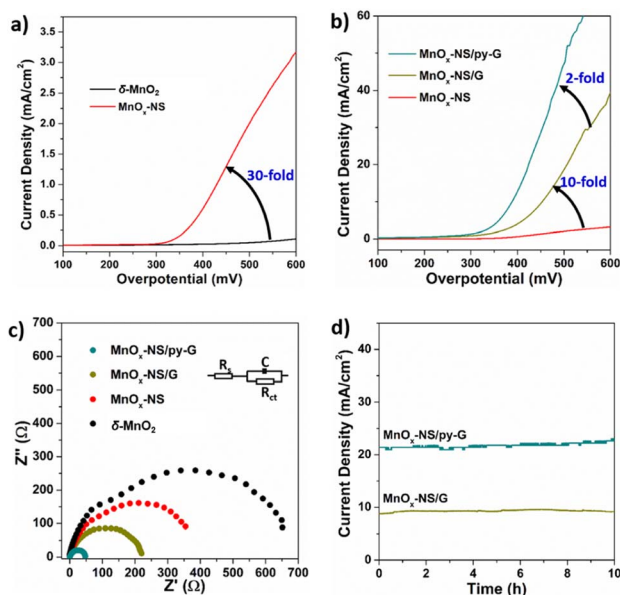 a)
Current Density (mA/cm²)
4.0
3.5
3.0
2.5
2.0
1.5
1.0
0.5
0.0
δ-MnO₂
MnOₓ-NS
30-fold
100 200 300 400 500 600
Overpotential (mV)
b)
Current Density (mA/cm²)
60
40
20
0
MnOₓ-NS/py-G
MnOₓ-NS/G
MnOₓ-NS
2-fold
10-fold
100 200 300 400 500 600
Overpotential (mV)
c)
Z" (Ω)
700
600
500
400
300
200
100
0
MnOₓ-NS/py-G
MnOₓ-NS/G
MnOₓ-NS
δ-MnO₂
Rₛ
C
R_ct
0 100 200 300 400 500 600 700
Z' (Ω)
d)
Current Density (mA/cm²)
40
30
20
10
0
MnOₓ-NS/py-G
MnOₓ-NS/G
0 2 4 6 8 10
Time (h)